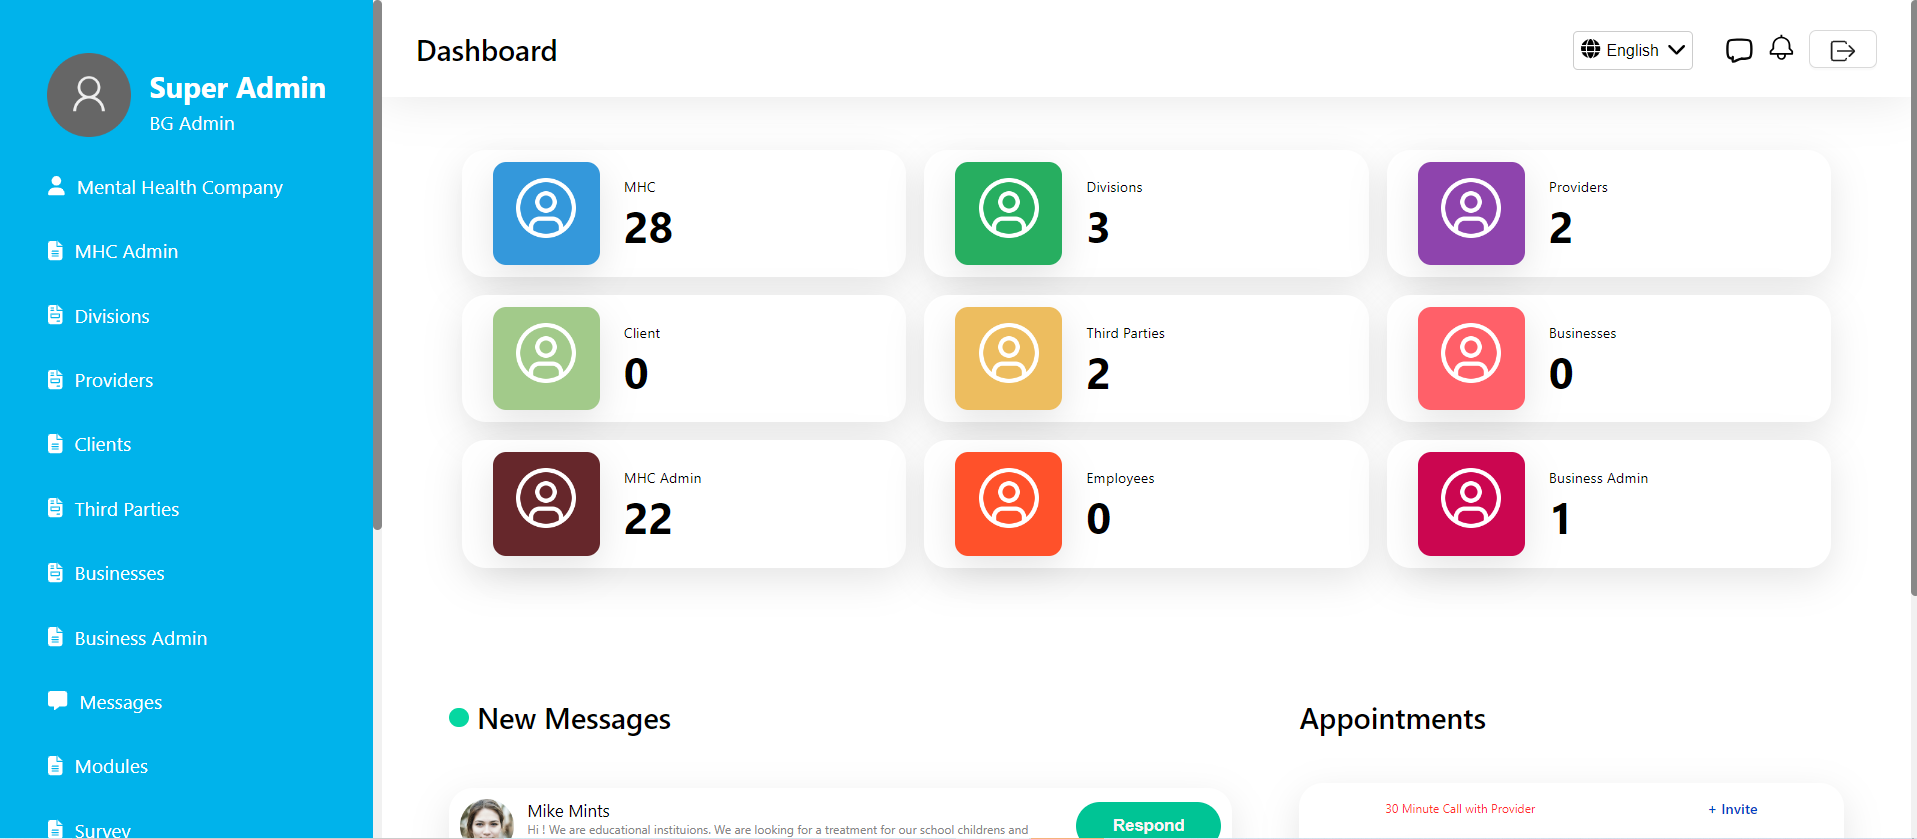 Super Admin
BG Admin
Mental Health Company
MHC Admin
Divisions
Providers
Clients
Third Parties
Businesses
Business Admin
Messages
Modules
Survey
Dashboard
English
MHC
28
Divisions
3
Providers
2
Client
0
Third Parties
2
Businesses
0
MHC Admin
22
Employees
0
Business Admin
1
New Messages
Mike Mints
Hi ! We are educational instituions. We are looking for a treatment for our school childrens and
Respond
Appointments
30 Minute Call with Provider
+ Invite